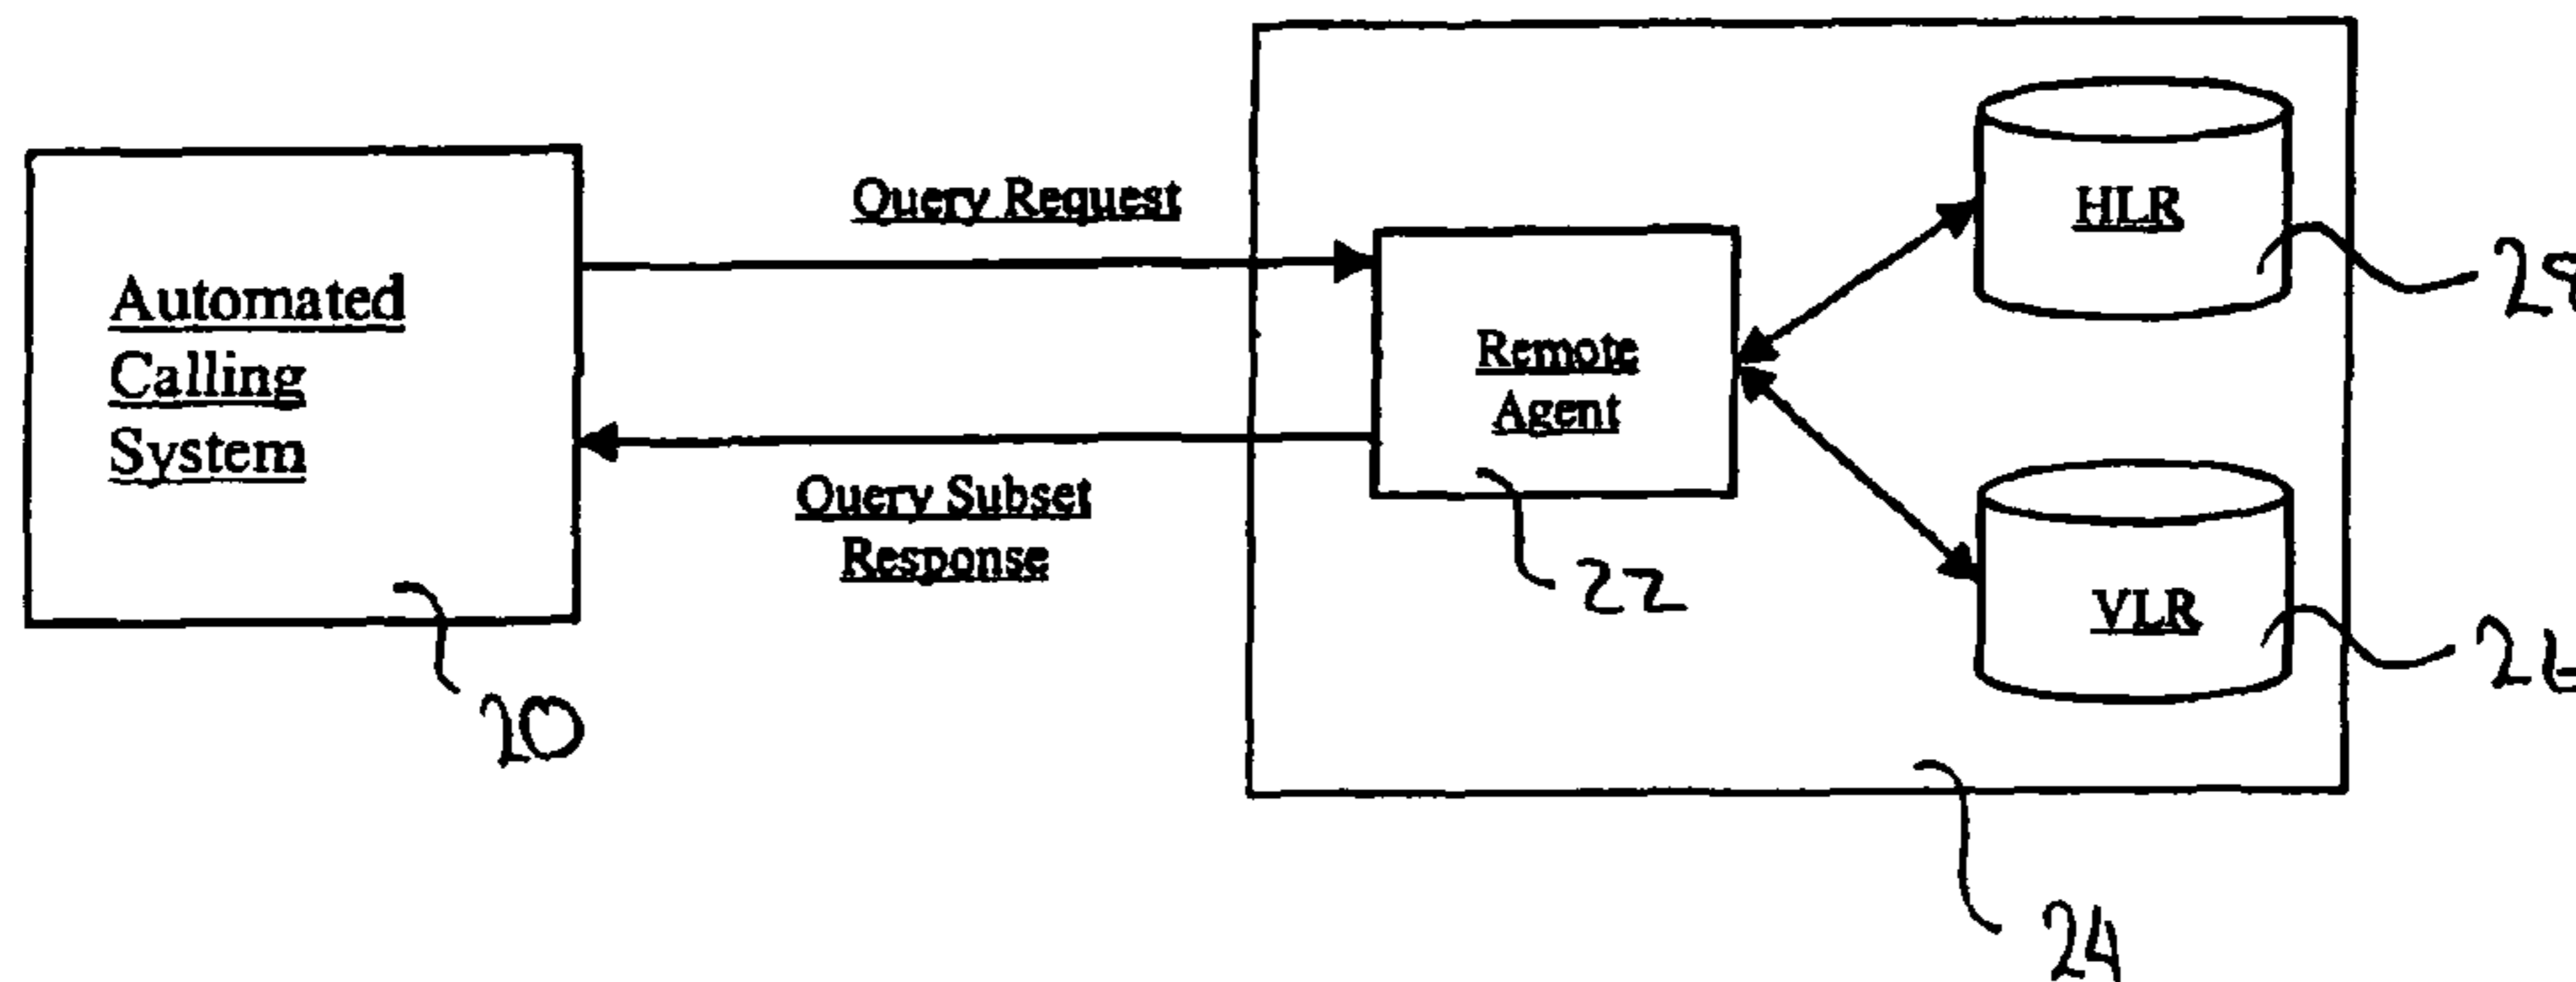 Automated
Calling
System
20
Query Request
Query Subset
Response
Remote
Agent
22
HLR
VLR
24